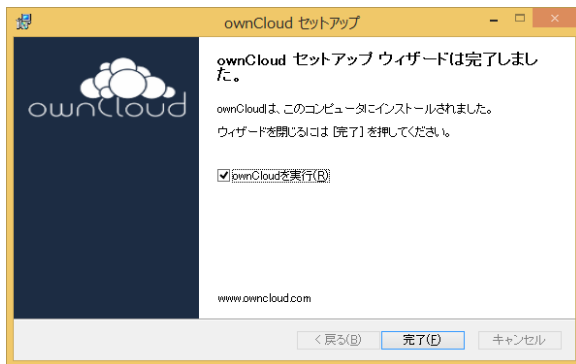 ownCloud セットアップ
ownCloud セットアップ ウィザードは完了しまし
た。
ownCloud
ownCloudは、このコンピュータにインストールされました。
ウィザードを閉じるには [完了] を押してください。
ownCloudを実行(R)
www.owncloud.com
< 戻る(B)
完了(F)
キャンセル